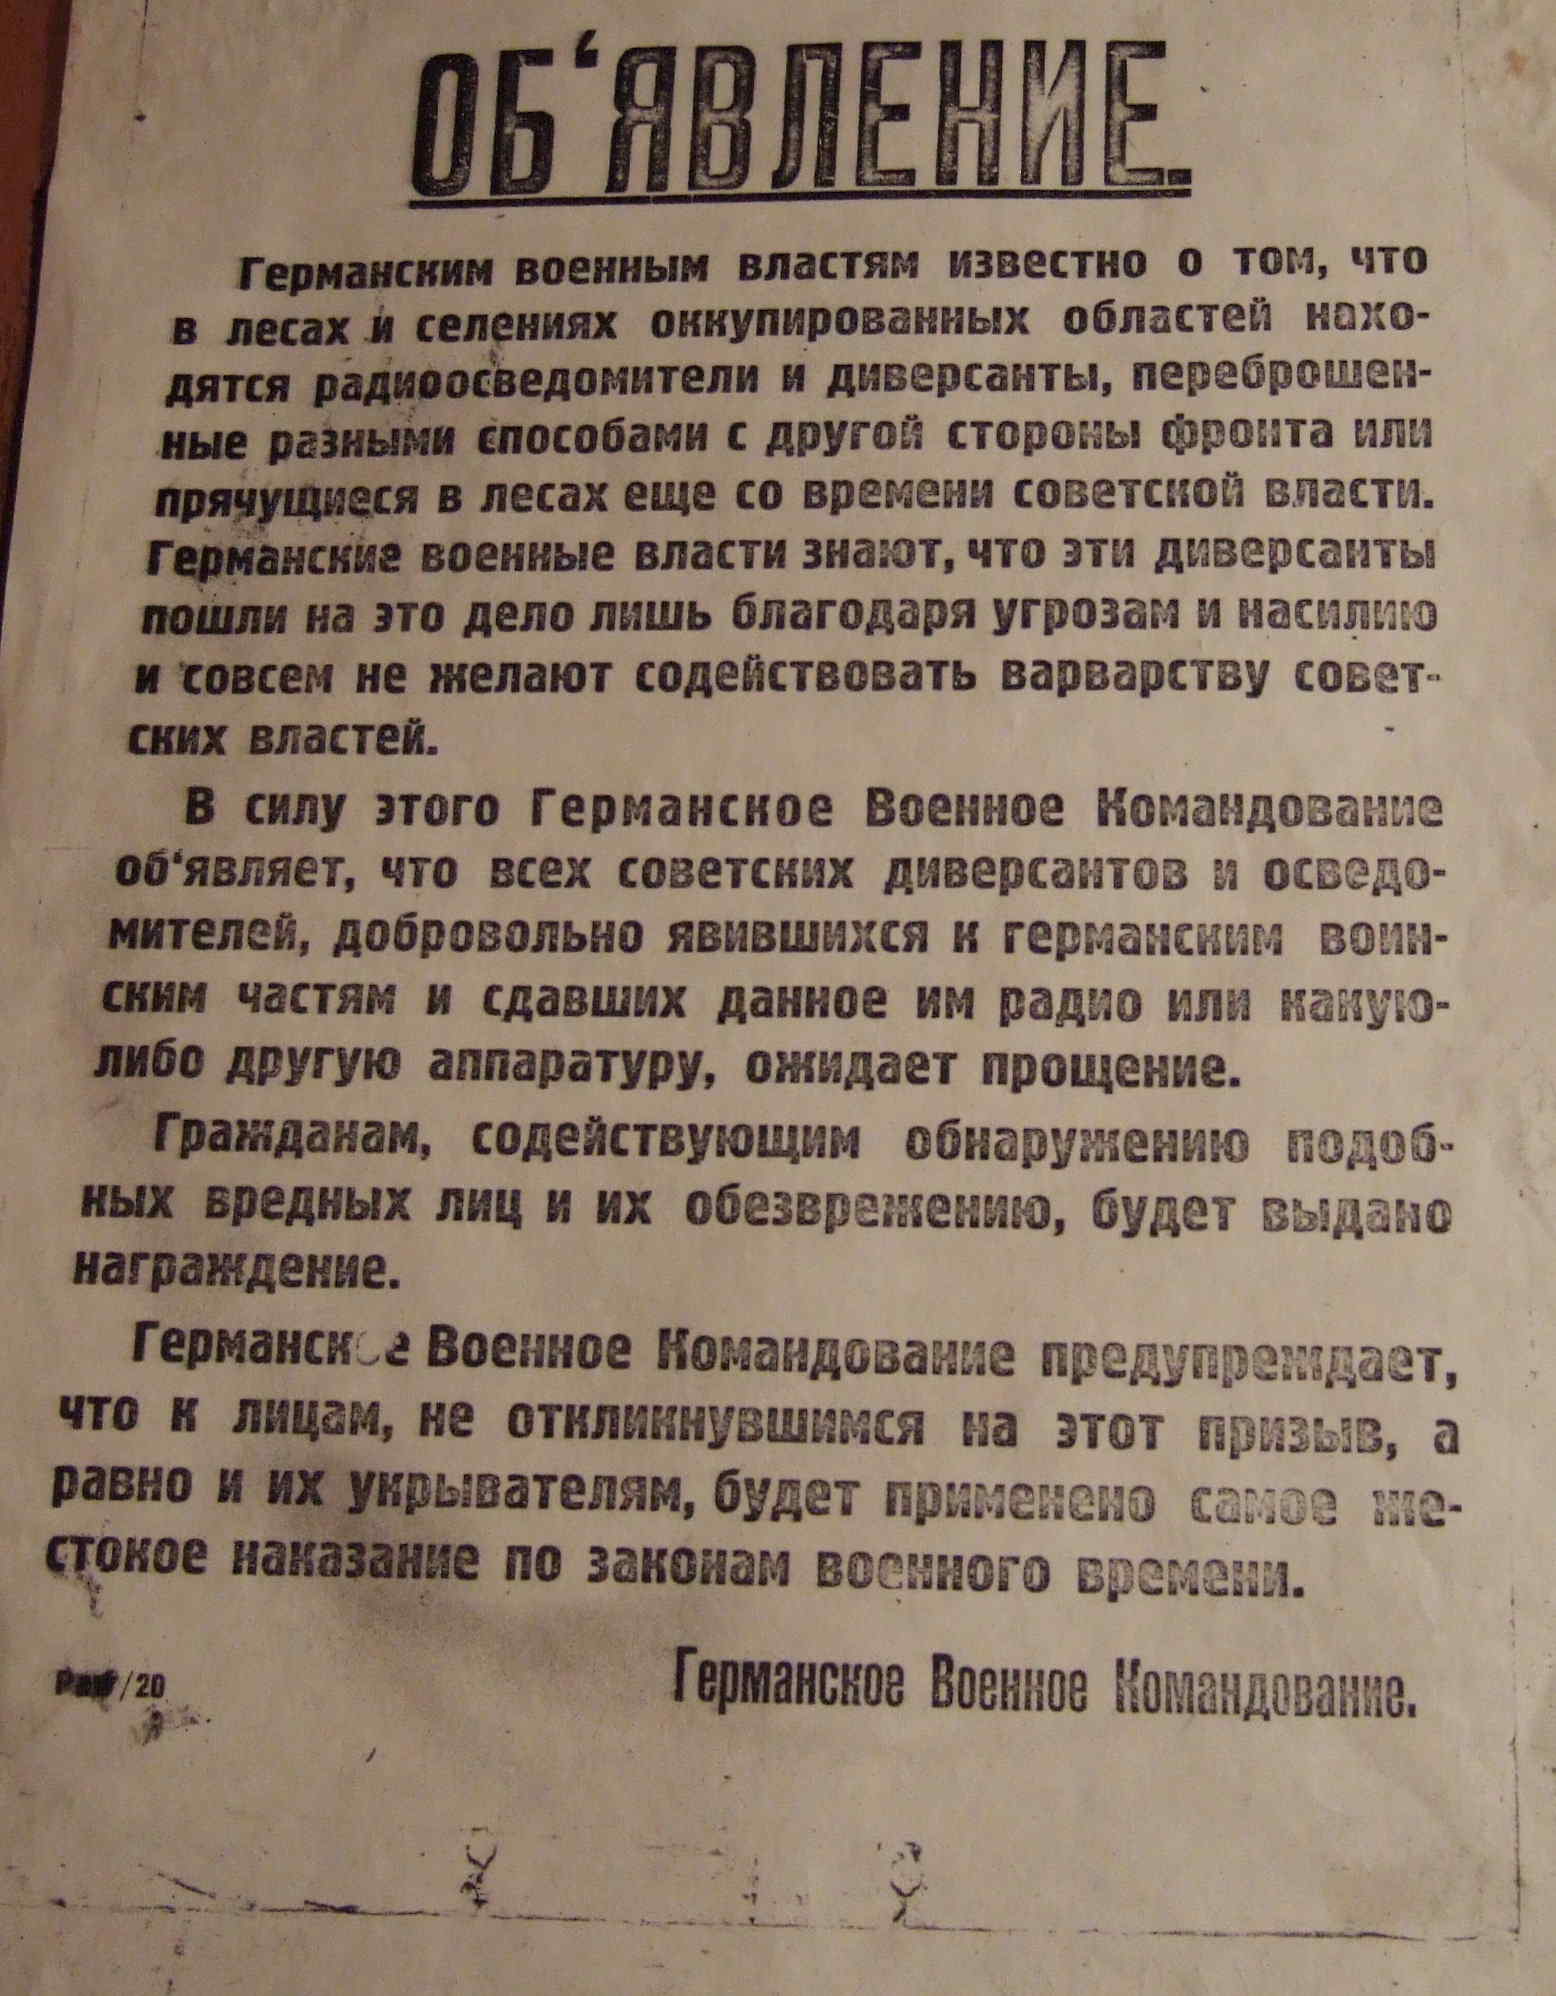 ОБ‘ЯВЛЕНИЕ.
Германским военным властям известно о том, что
в лесах и селениях оккупированных областей нахо-
дятся радиоосведомители и диверсанты, переброшен-
ные разными способами с другой стороны фронта или
прячущиеся в лесах еще со времени советской власти.
Германские военные власти знают, что эти диверсанты
пошли на это дело лишь благодаря угрозам и насилию
и совсем не желают содействовать варварству совет-
ских властей.
В силу этого Германское Военное Командование
об‘являет, что всех советских диверсантов и осведо-
мителей, добровольно явившихся к германским воин-
ским частям и сдавших данное им радио или какую-
либо другую аппаратуру, ожидает прощение.
Гражданам, содействующим обнаружению подоб-
ных вредных лиц и их обезврежению, будет выдано
награждение.
Германское Военное Командование предупреждает,
что к лицам, не откликнувшимся на этот призыв, а
равно и их укрывателям, будет применено самое же-
стокое наказание по законам военного времени.
Германское Военное Командование.
/20